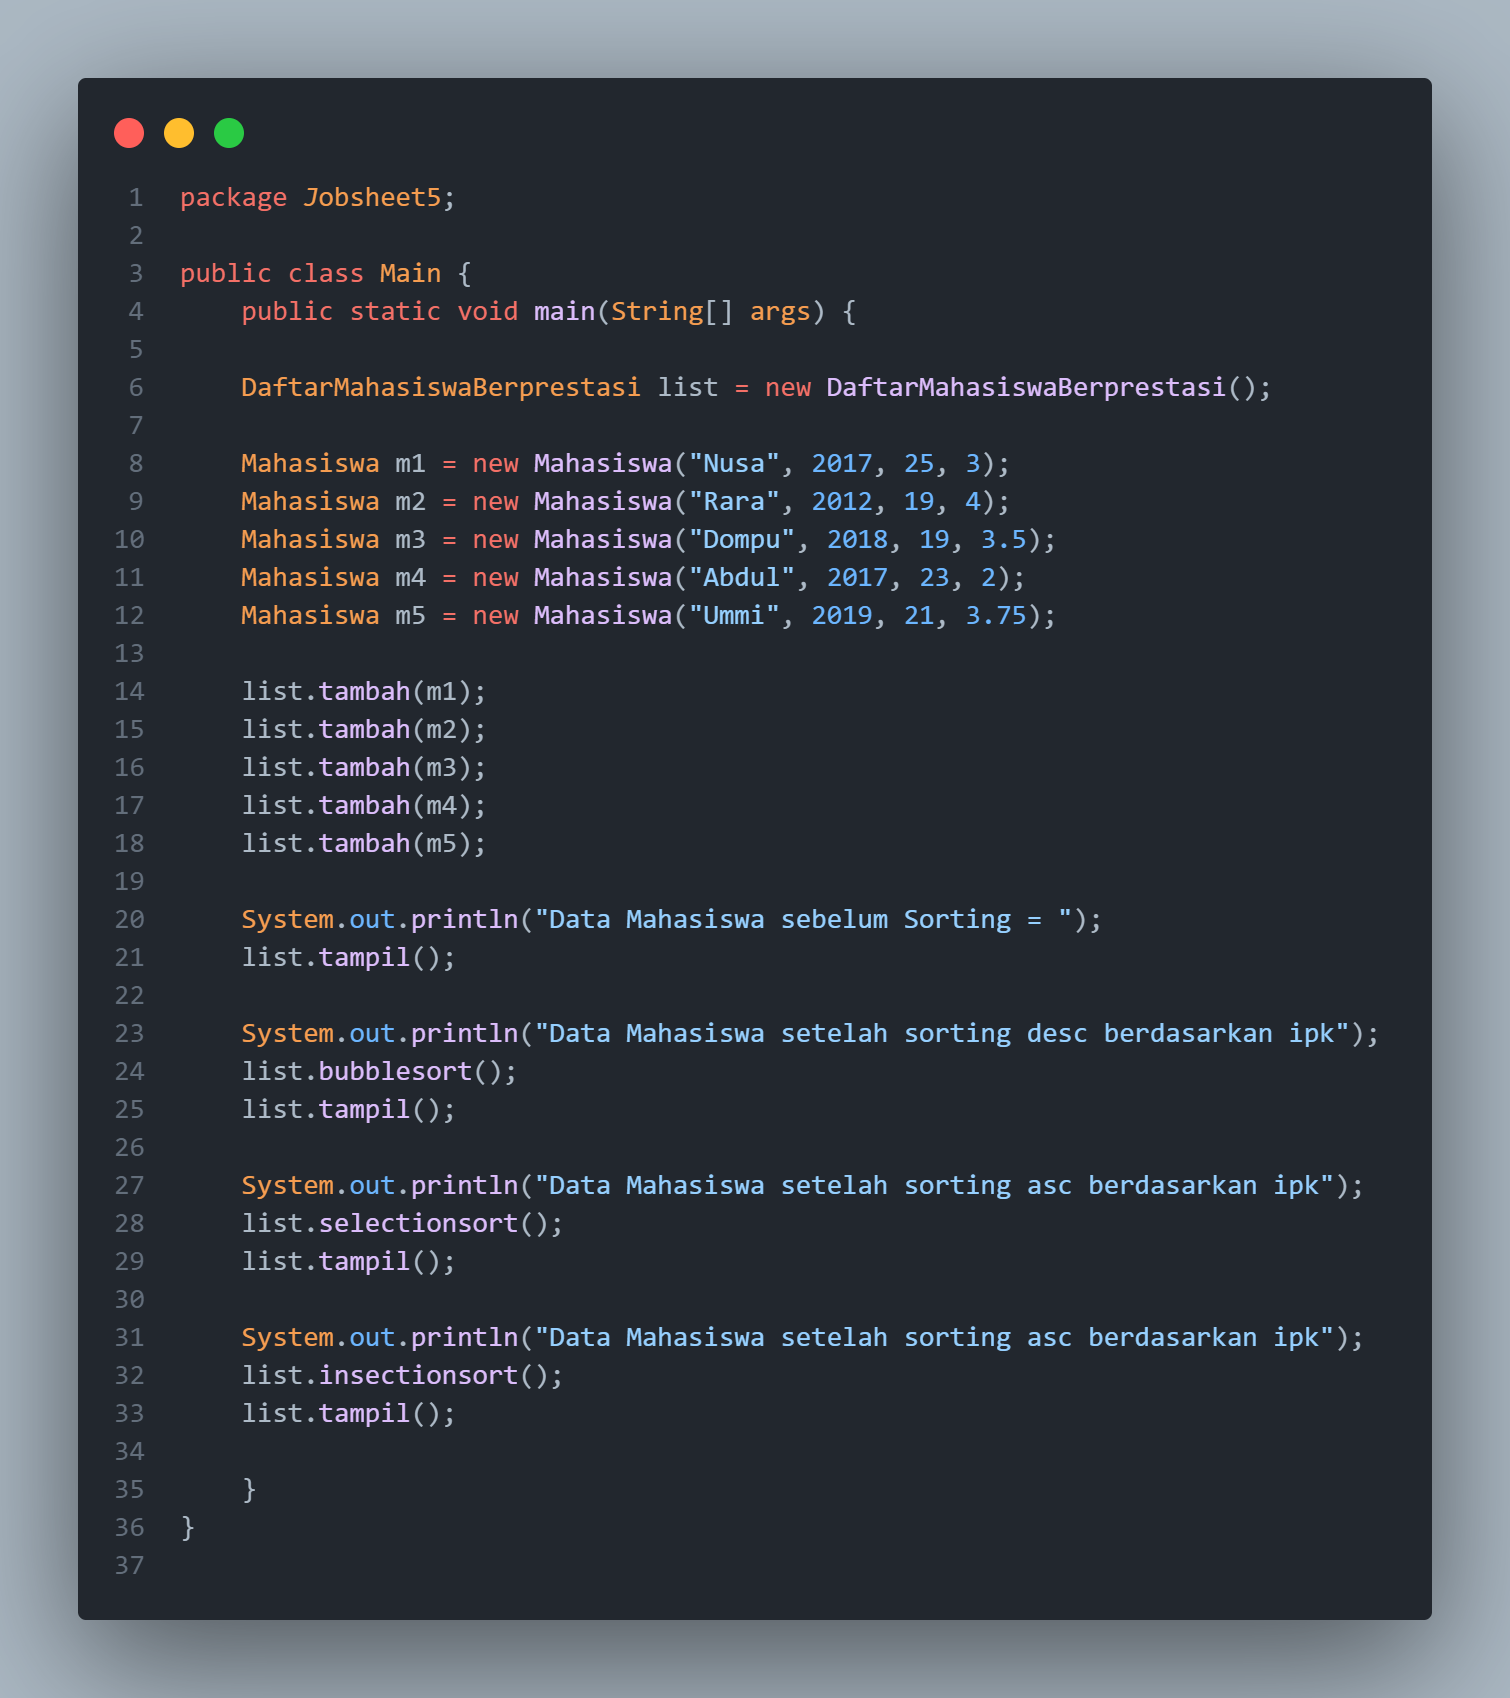 1 package Jobsheet5;
2
3 public class Main {
4     public static void main(String[] args) {
5
6     DaftarMahasiswaBerprestasi list = new DaftarMahasiswaBerprestasi();
7
8     Mahasiswa m1 = new Mahasiswa("Nusa", 2017, 25, 3);
9     Mahasiswa m2 = new Mahasiswa("Rara", 2012, 19, 4);
10     Mahasiswa m3 = new Mahasiswa("Dompu", 2018, 19, 3.5);
11     Mahasiswa m4 = new Mahasiswa("Abdul", 2017, 23, 2);
12     Mahasiswa m5 = new Mahasiswa("Ummi", 2019, 21, 3.75);
13
14     list.tambah(m1);
15     list.tambah(m2);
16     list.tambah(m3);
17     list.tambah(m4);
18     list.tambah(m5);
19
20     System.out.println("Data Mahasiswa sebelum Sorting = ");
21     list.tampil();
22
23     System.out.println("Data Mahasiswa setelah sorting desc berdasarkan ipk");
24     list.bubblesort();
25     list.tampil();
26
27     System.out.println("Data Mahasiswa setelah sorting asc berdasarkan ipk");
28     list.selectionsort();
29     list.tampil();
30
31     System.out.println("Data Mahasiswa setelah sorting asc berdasarkan ipk");
32     list.insectionsort();
33     list.tampil();
34
35     }
36 }
37